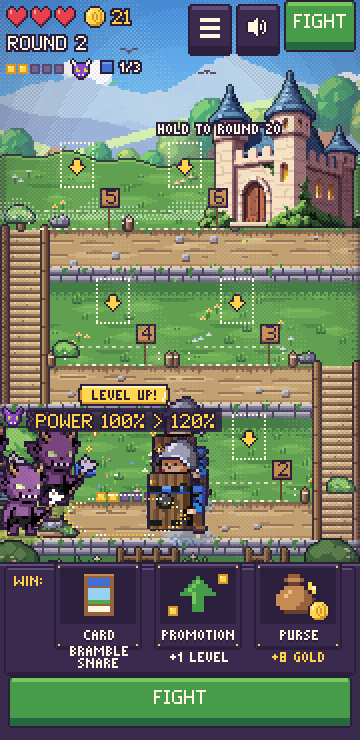 21
FIGHT
ROUND 2
1/3
HOLD TO ROUND 20
5
6
4
3
LEVEL UP!
POWER 100% > 120%
2
WIN:
CARD
BRAMBLE
SNARE
PROMOTION
+1 LEVEL
PURSE
+8 GOLD
FIGHT